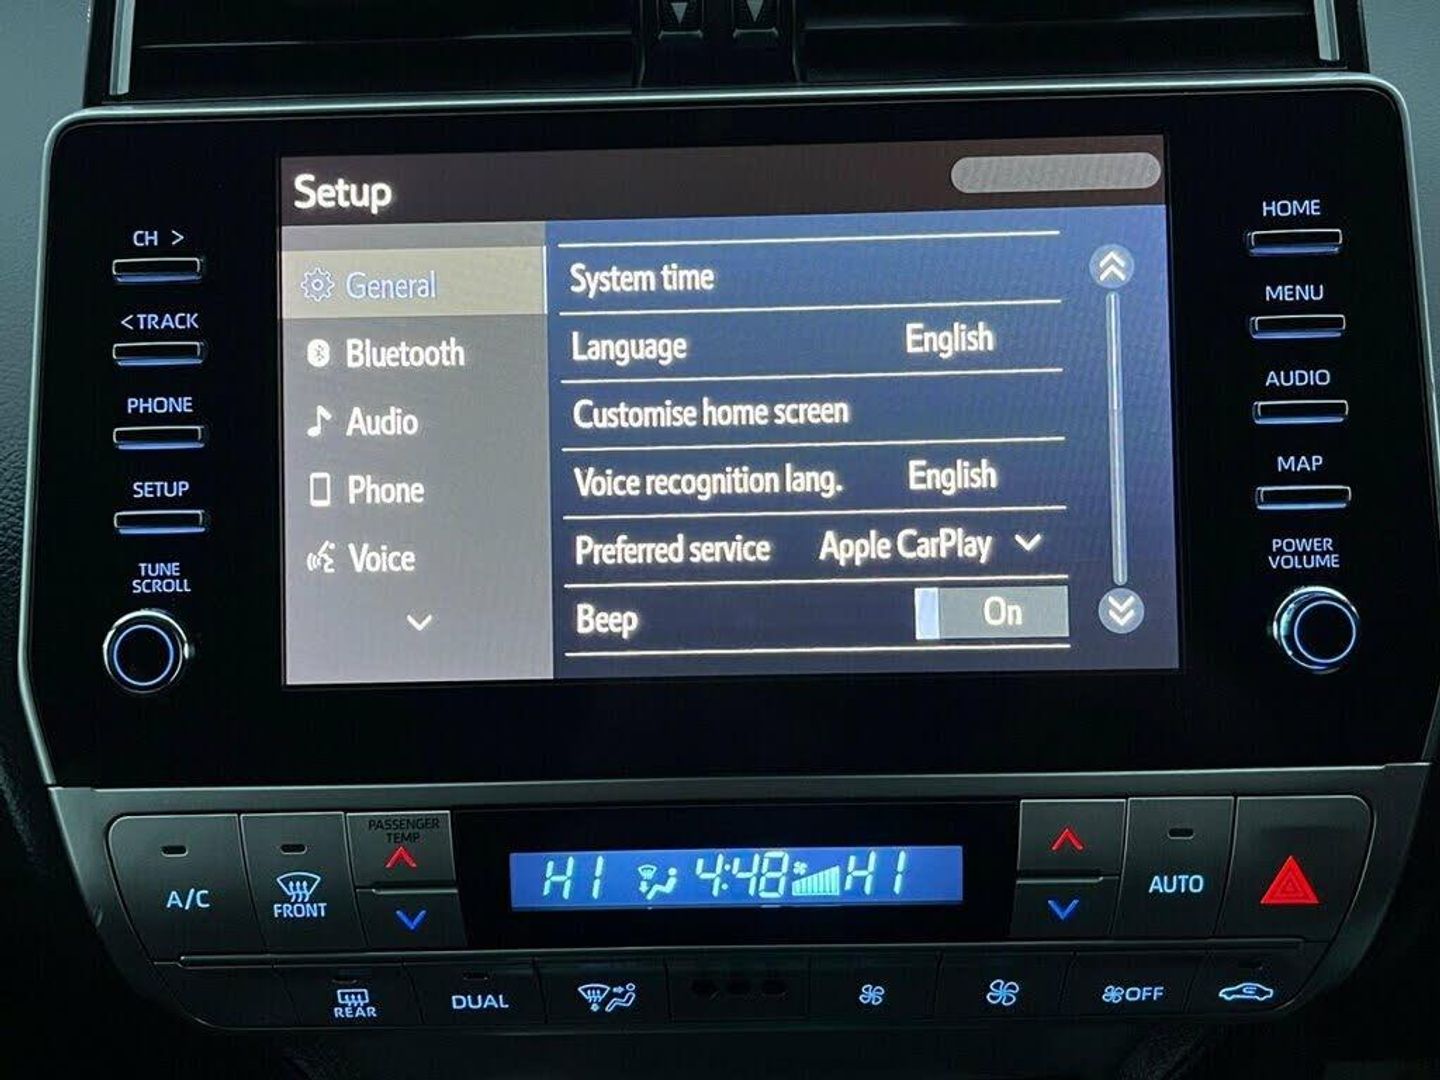 Setup
CH >
< TRACK
PHONE
SETUP
TUNE
SCROLL
General
Bluetooth
Audio
Phone
Voice
System time
Language English
Customise home screen
Voice recognition lang. English
Preferred service Apple CarPlay
Beep On
HOME
MENU
AUDIO
MAP
POWER
VOLUME
A/C
FRONT
PASSENGER
TEMP
HI 4:48 HI
AUTO
REAR
DUAL
OFF